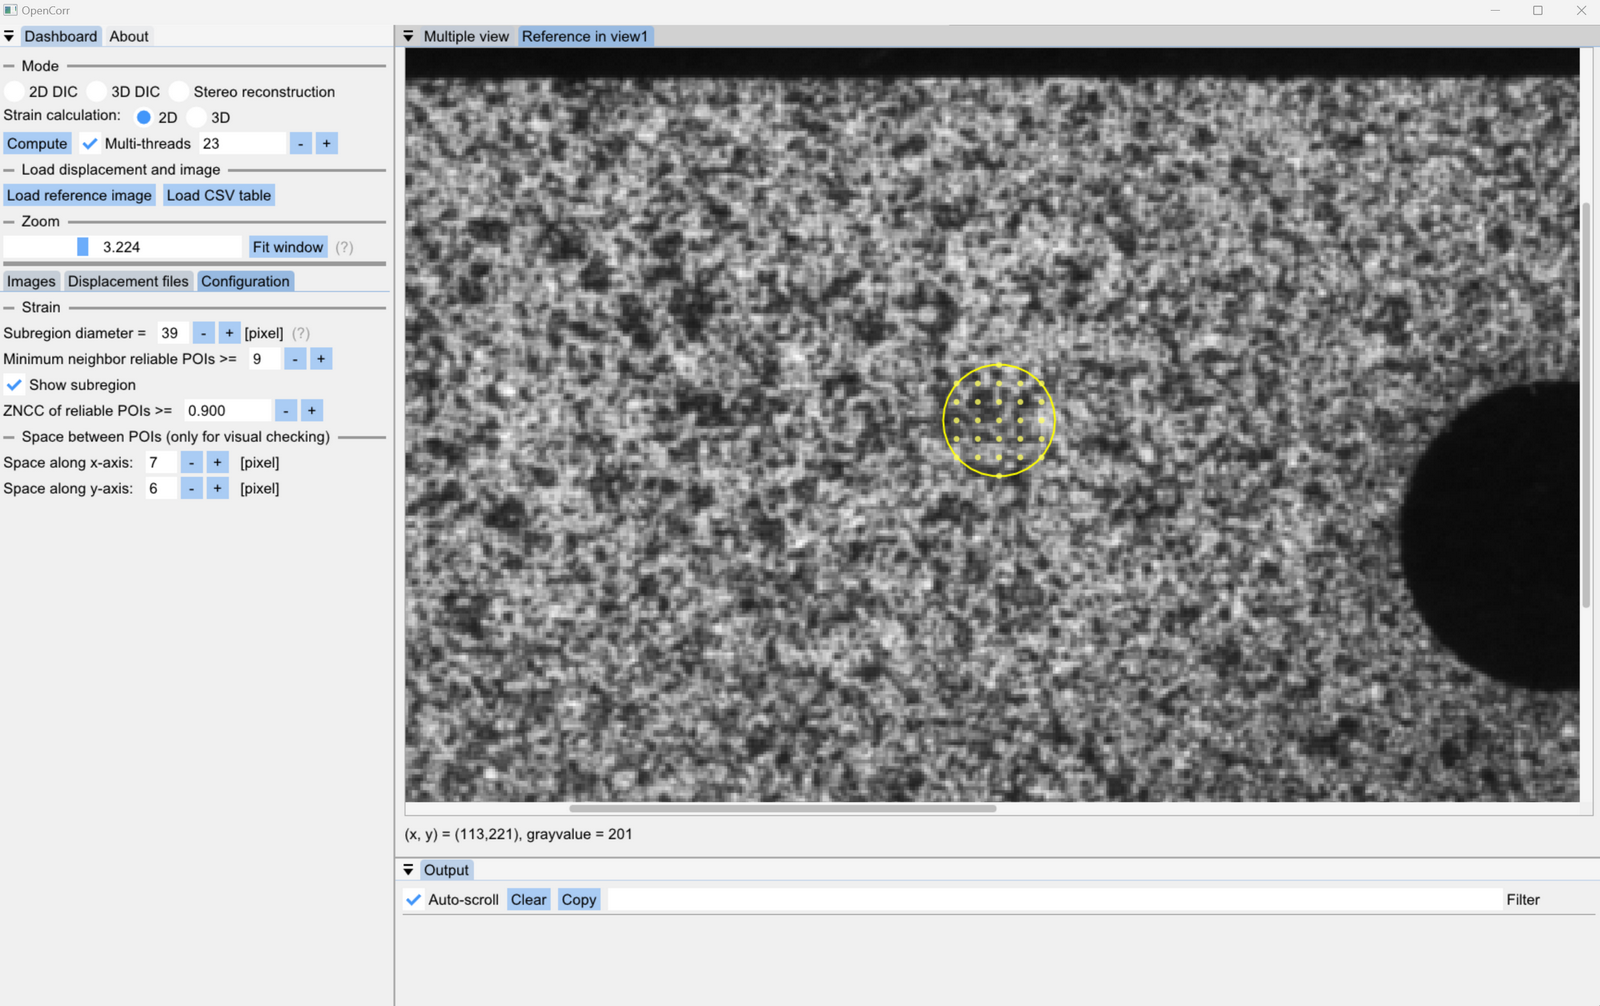 OpenCorr
Dashboard About
Mode
2D DIC 3D DIC Stereo reconstruction
Strain calculation: 2D 3D
Compute Multi-threads 23 - +
Load displacement and image
Load reference image Load CSV table
Zoom
3.224 Fit window (?)
Images Displacement files Configuration
Strain
Subregion diameter = 39 - + [pixel] (?)
Minimum neighbor reliable POIs >= 9 - +
Show subregion
ZNCC of reliable POIs >= 0.900 - +
Space between POIs (only for visual checking)
Space along x-axis: 7 - + [pixel]
Space along y-axis: 6 - + [pixel]
Multiple view Reference in view1
(x, y) = (113,221), grayvalue = 201
Output
Auto-scroll Clear Copy Filter